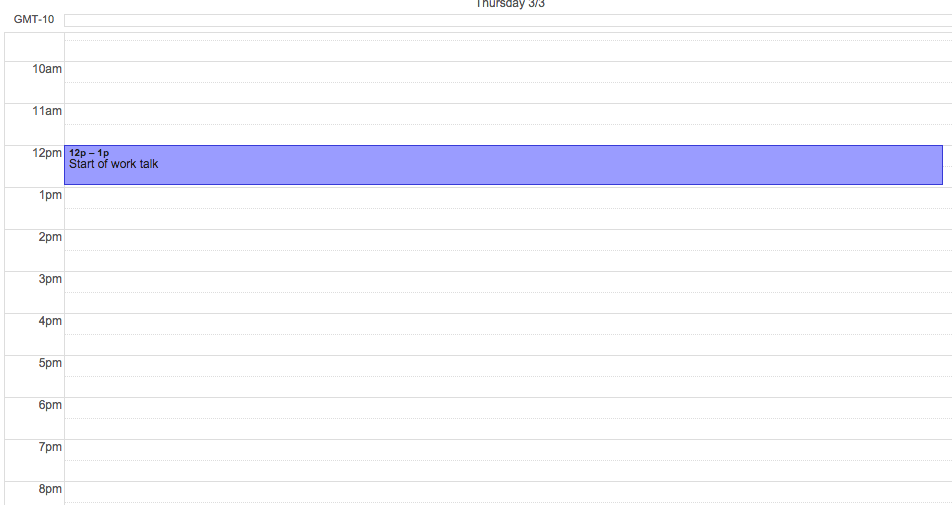 Thursday 3/3
GMT-10
10am
11am
12pm
12p – 1p
Start of work talk
1pm
2pm
3pm
4pm
5pm
6pm
7pm
8pm